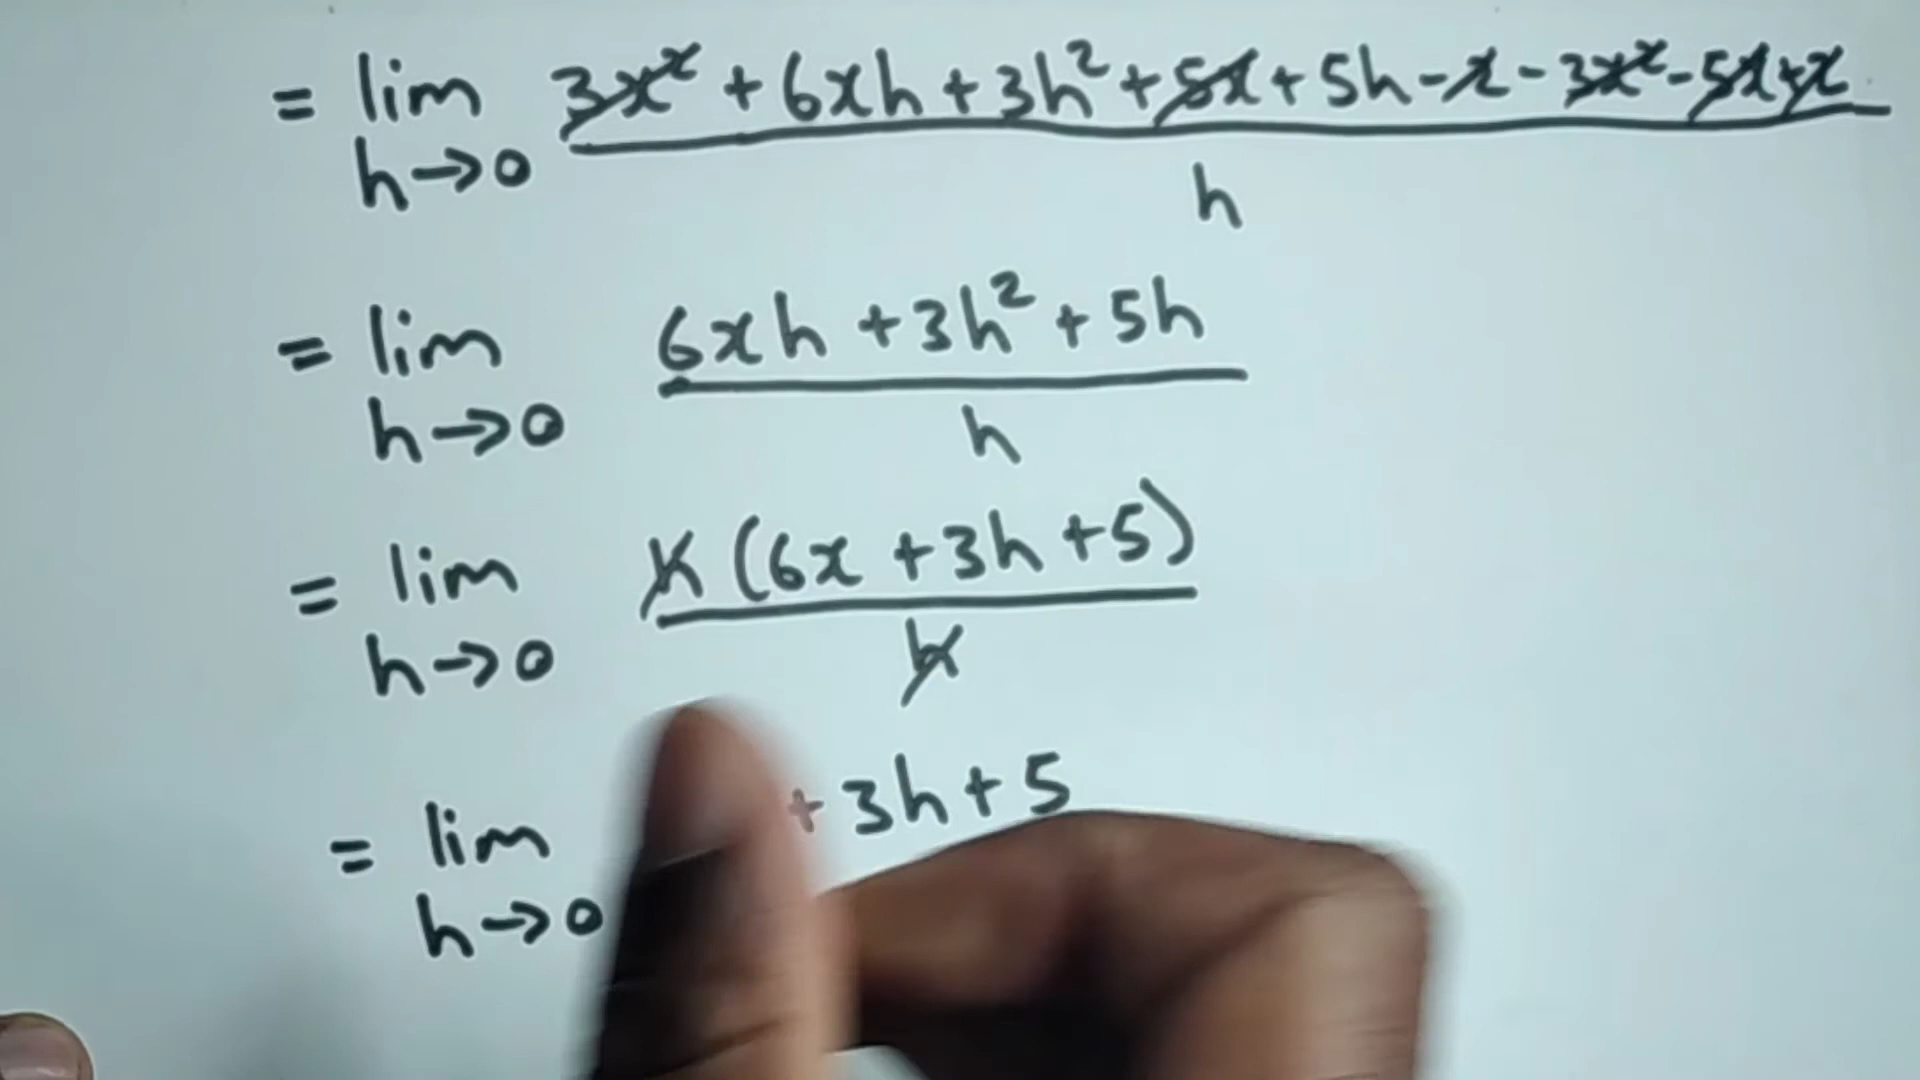 = lim 3x² + 6xh + 3h² + 5x + 5h - x - 3x² - 5x + x
h→0 h
= lim 6xh + 3h² + 5h
h→0 h
= lim h (6x + 3h + 5)
h→0 h
= lim + 3h + 5
h→0